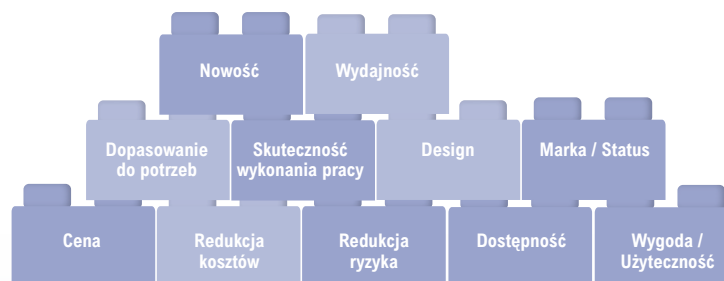 Nowość
Wydajność
Dopasowanie
do potrzeb
Skuteczność
wykonania pracy
Design
Marka / Status
Cena
Redukcja
kosztów
Redukcja
ryzyka
Dostępność
Wygoda /
Użyteczność